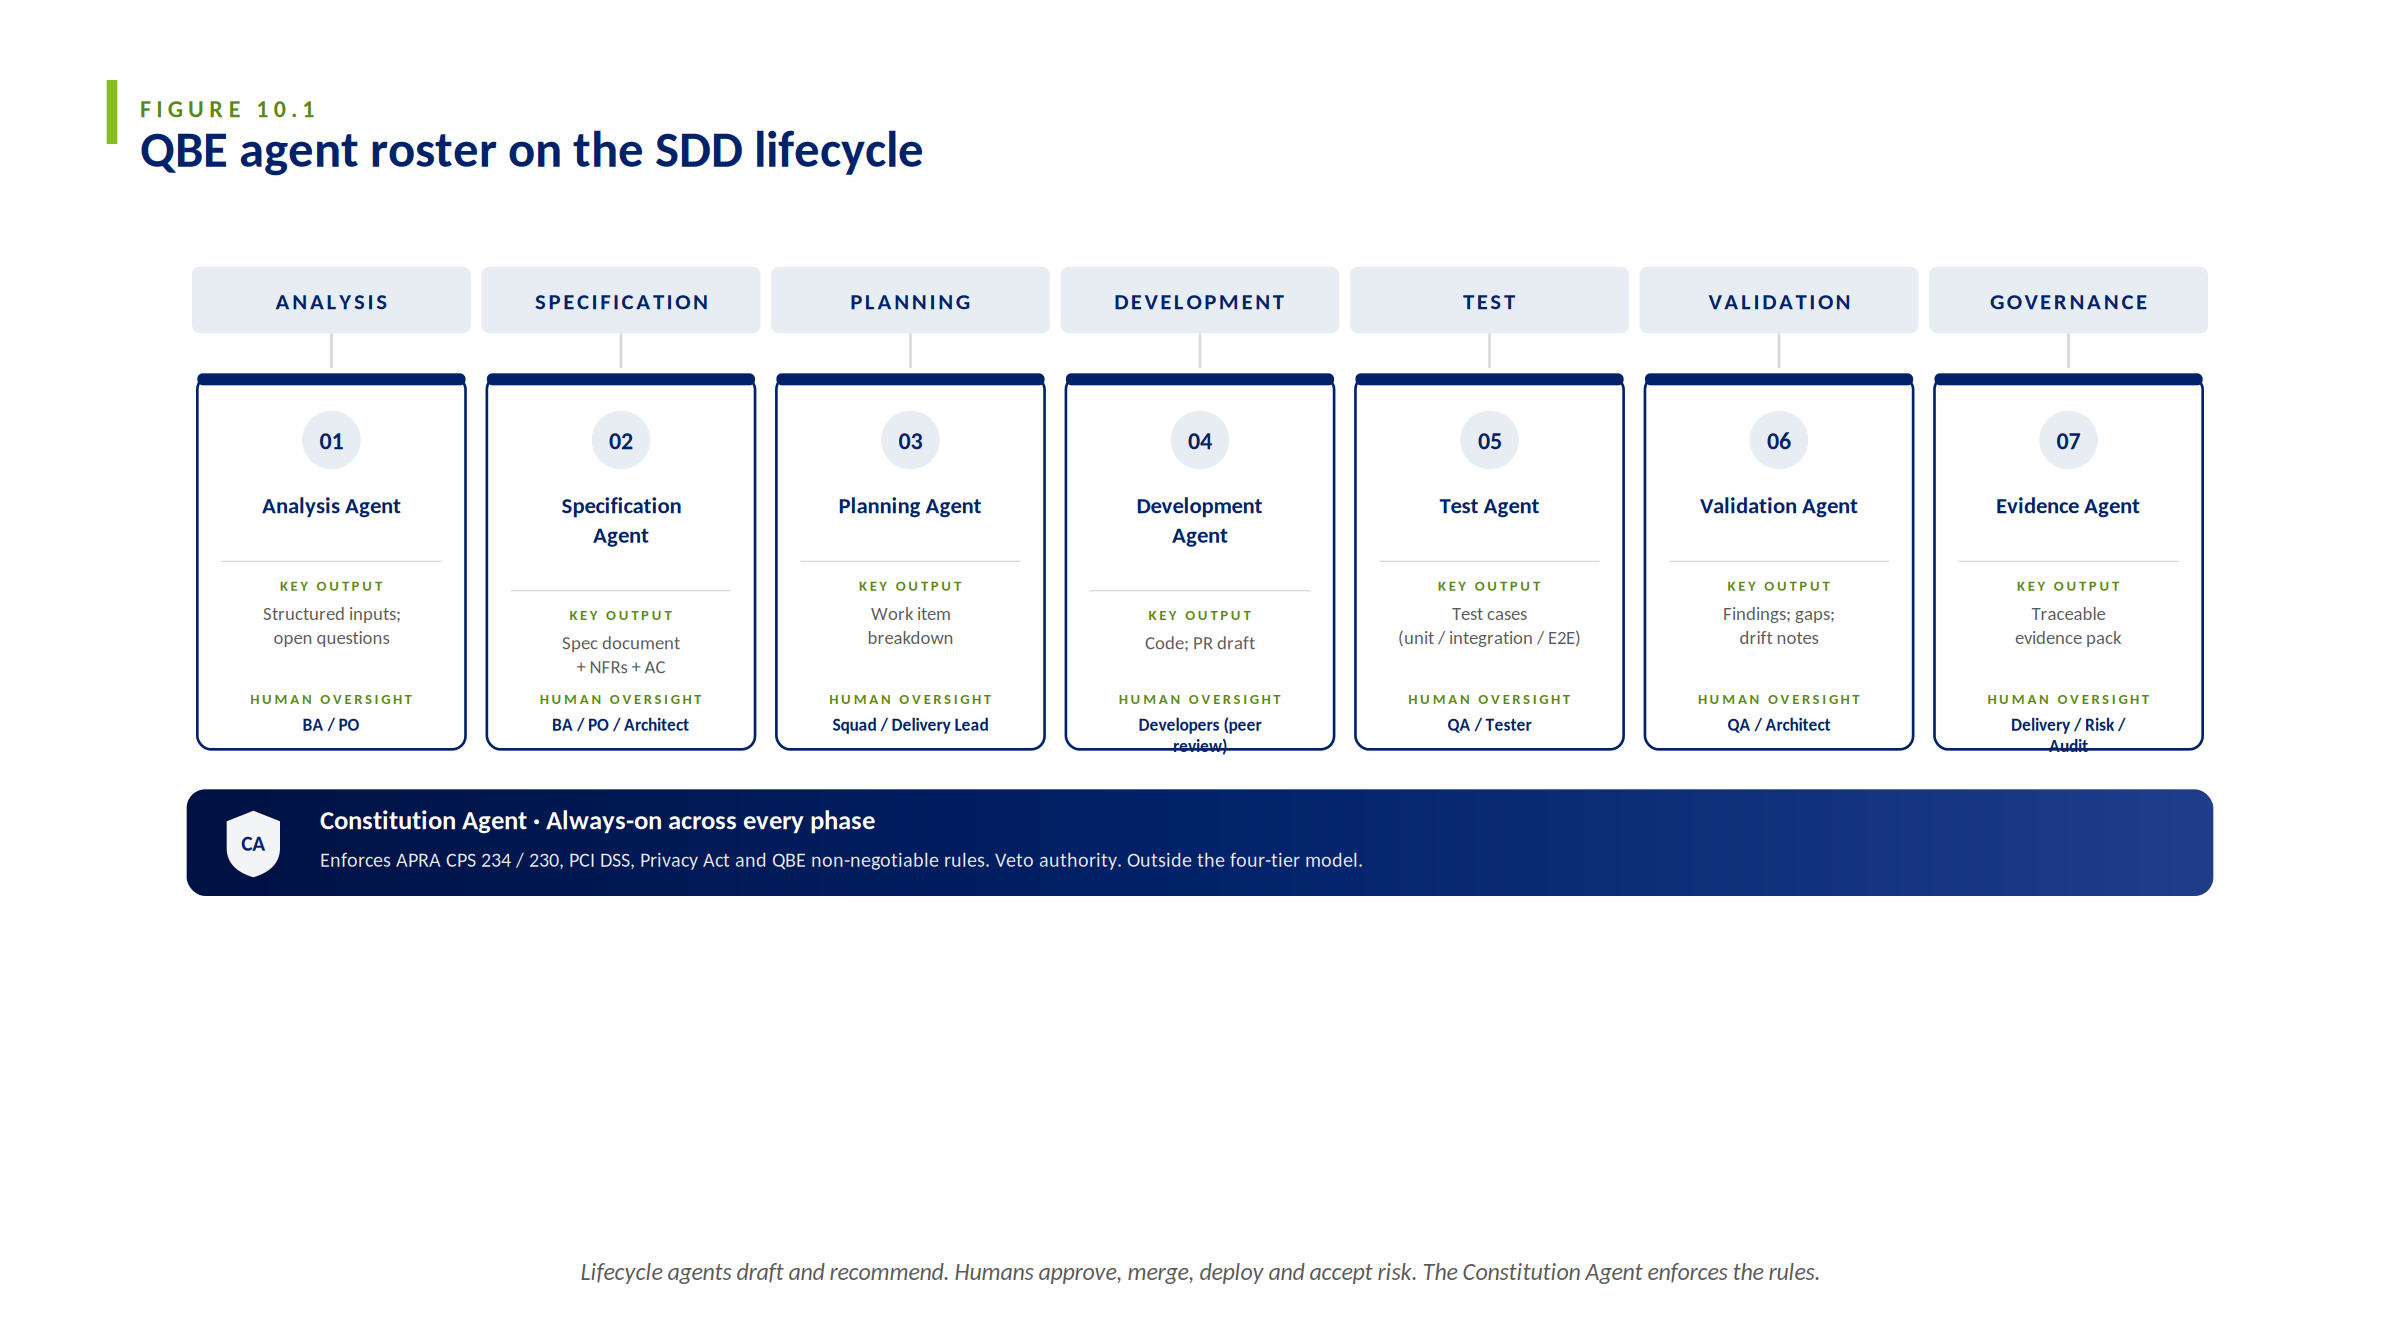 FIGURE 10.1
QBE agent roster on the SDD lifecycle
ANALYSIS
SPECIFICATION
PLANNING
DEVELOPMENT
TEST
VALIDATION
GOVERNANCE
01
Analysis Agent
KEY OUTPUT
Structured inputs;
open questions
HUMAN OVERSIGHT
BA / PO
02
Specification
Agent
KEY OUTPUT
Spec document
+ NFRs + AC
HUMAN OVERSIGHT
BA / PO / Architect
03
Planning Agent
KEY OUTPUT
Work item
breakdown
HUMAN OVERSIGHT
Squad / Delivery Lead
04
Development
Agent
KEY OUTPUT
Code; PR draft
HUMAN OVERSIGHT
Developers (peer
review)
05
Test Agent
KEY OUTPUT
Test cases
(unit / integration / E2E)
HUMAN OVERSIGHT
QA / Tester
06
Validation Agent
KEY OUTPUT
Findings; gaps;
drift notes
HUMAN OVERSIGHT
QA / Architect
07
Evidence Agent
KEY OUTPUT
Traceable
evidence pack
HUMAN OVERSIGHT
Delivery / Risk /
Audit
CA
Constitution Agent · Always-on across every phase
Enforces APRA CPS 234 / 230, PCI DSS, Privacy Act and QBE non-negotiable rules. Veto authority. Outside the four-tier model.
Lifecycle agents draft and recommend. Humans approve, merge, deploy and accept risk. The Constitution Agent enforces the rules.